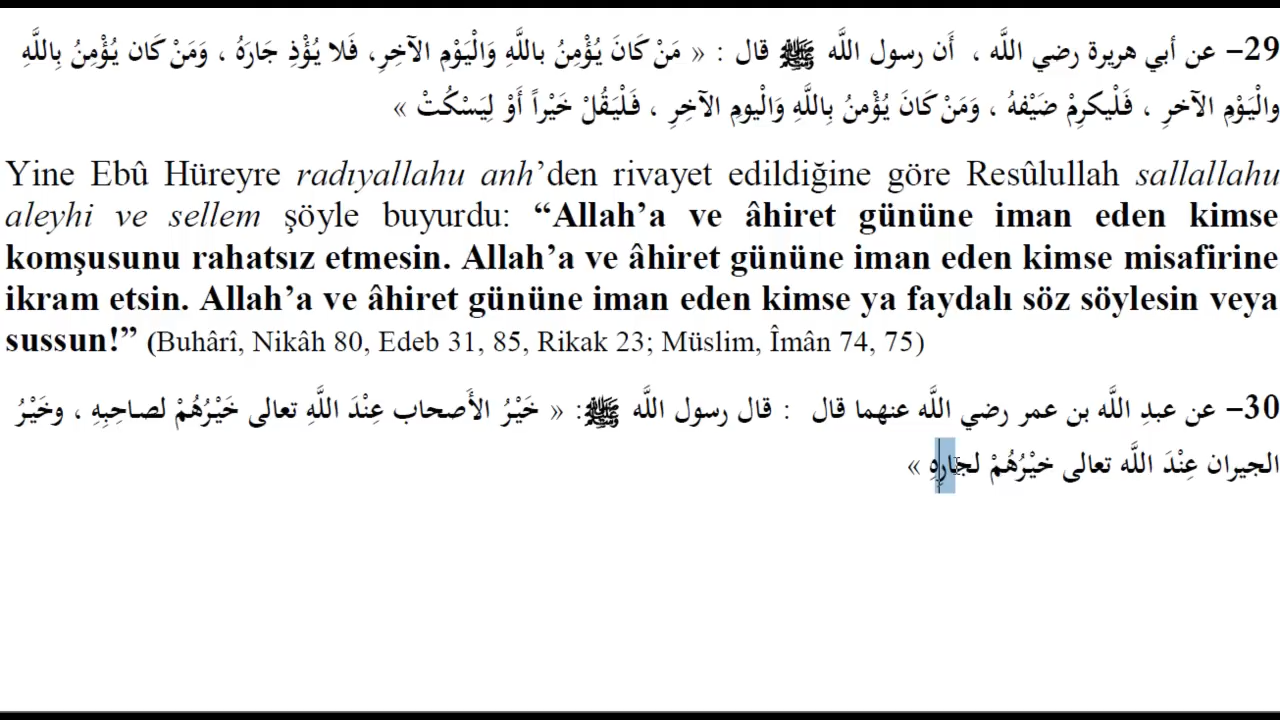 29– عن أبي هريرة رضي اللَّه ، أَن رسول اللَّه ﷺ قال : « مَنْ كَانَ يُؤْمِنُ باللَّهِ وَالْيَوْمِ الآخِرِ، فَلا يُؤْذِ جَارَهُ ، وَمَنْ كَان يُؤْمِنُ بِاللَّهِ
والْيَوْمِ الآخرِ ، فَلْيكرِمْ ضَيْفهُ ، وَمَنْ كَانَ يُؤْمنُ بِاللَّهِ وَالْيومِ الآخِرِ ، فَلْيَقُلْ خَيْراً أَوْ لِيَسْكُتْ »
Yine Ebû Hüreyre radıyallahu anh’den rivayet edildiğine göre Resûlullah sallallahu
aleyhi ve sellem şöyle buyurdu: “Allah’a ve âhiret gününe iman eden kimse
komşusunu rahatsız etmesin. Allah’a ve âhiret gününe iman eden kimse misafirine
ikram etsin. Allah’a ve âhiret gününe iman eden kimse ya faydalı söz söylesin veya
sussun!” (Buhârî, Nikâh 80, Edeb 31, 85, Rikak 23; Müslim, Îmân 74, 75)
30– عن عبدِ اللَّه بن عمر رضي اللَّه عنهما قال : قال رسول اللَّه ﷺ: « خَيْرُ الأَصحاب عِنْدَ اللَّهِ تعالى خَيْرُهُمْ لصاحِبِهِ ، وخَيْرُ
الجيران عِنْدَ اللَّه تعالى خيْرُهُمْ لجارِهِ »